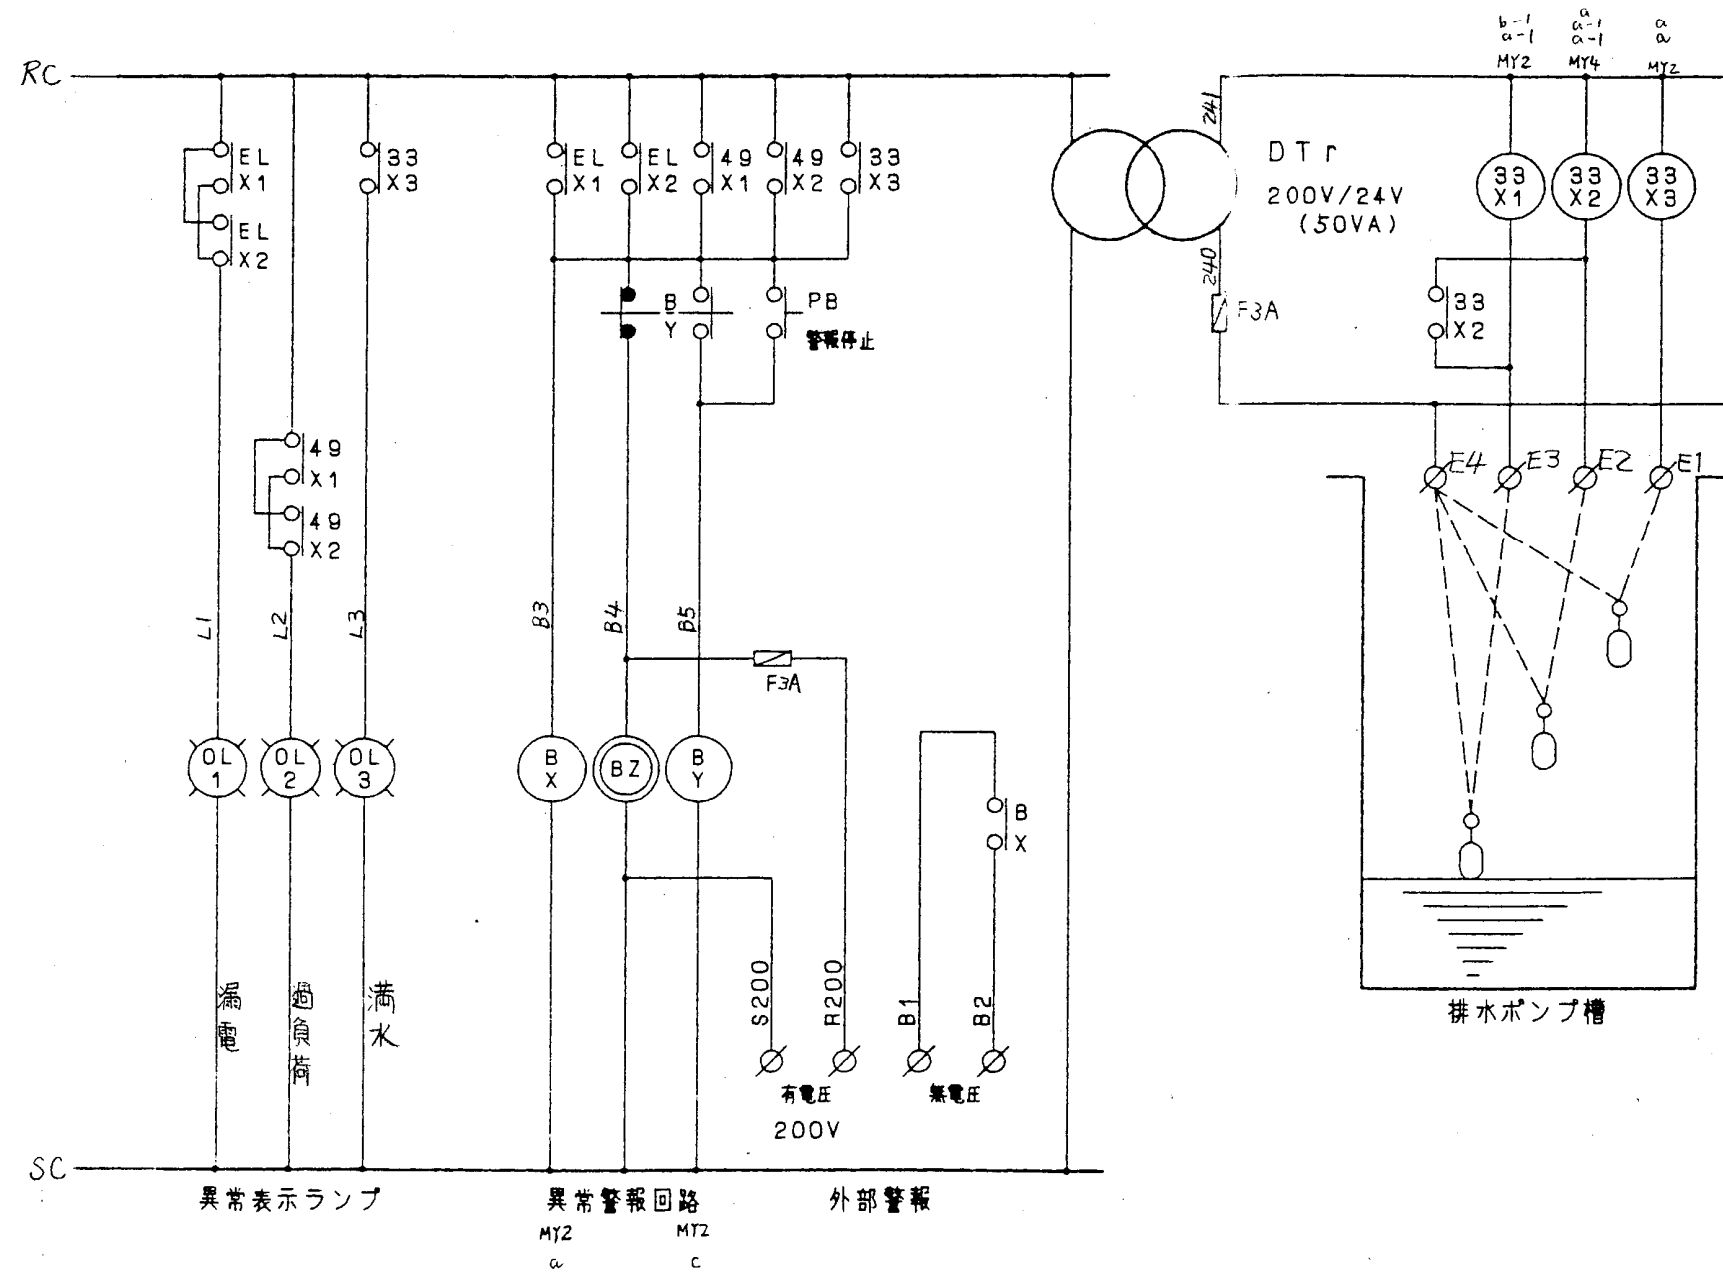 b-1
a-1
MY2
a
a-1
a-1
MY4
a
a
MY2
RC
EL
X1
EL
X2
33
X3
EL
X1
EL
X2
49
X1
49
X2
33
X3
B
Y
PB
警報停止
241
DTr
200V/24V
(50VA)
240
F3A
33
X1
33
X2
33
X3
33
X2
E4
E3
E2
E1
49
X1
49
X2
L1
L2
L3
B3
B4
B5
F3A
OL
1
OL
2
OL
3
B
X
BZ
B
Y
B
X
S200
R200
B1
B2
漏電
過負荷
満水
有電圧
200V
無電圧
排水ポンプ槽
SC
異常表示ランプ
異常警報回路
外部警報
MY2
a
MY2
c